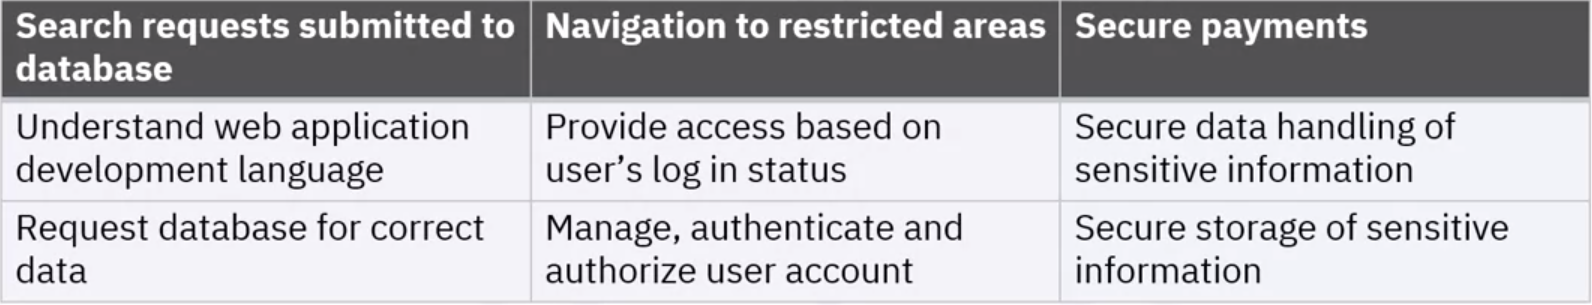 Search requests submitted to
database
Navigation to restricted areas
Secure payments
Understand web application
development language
Provide access based on
user's log in status
Secure data handling of
sensitive information
Request database for correct
data
Manage, authenticate and
authorize user account
Secure storage of sensitive
information